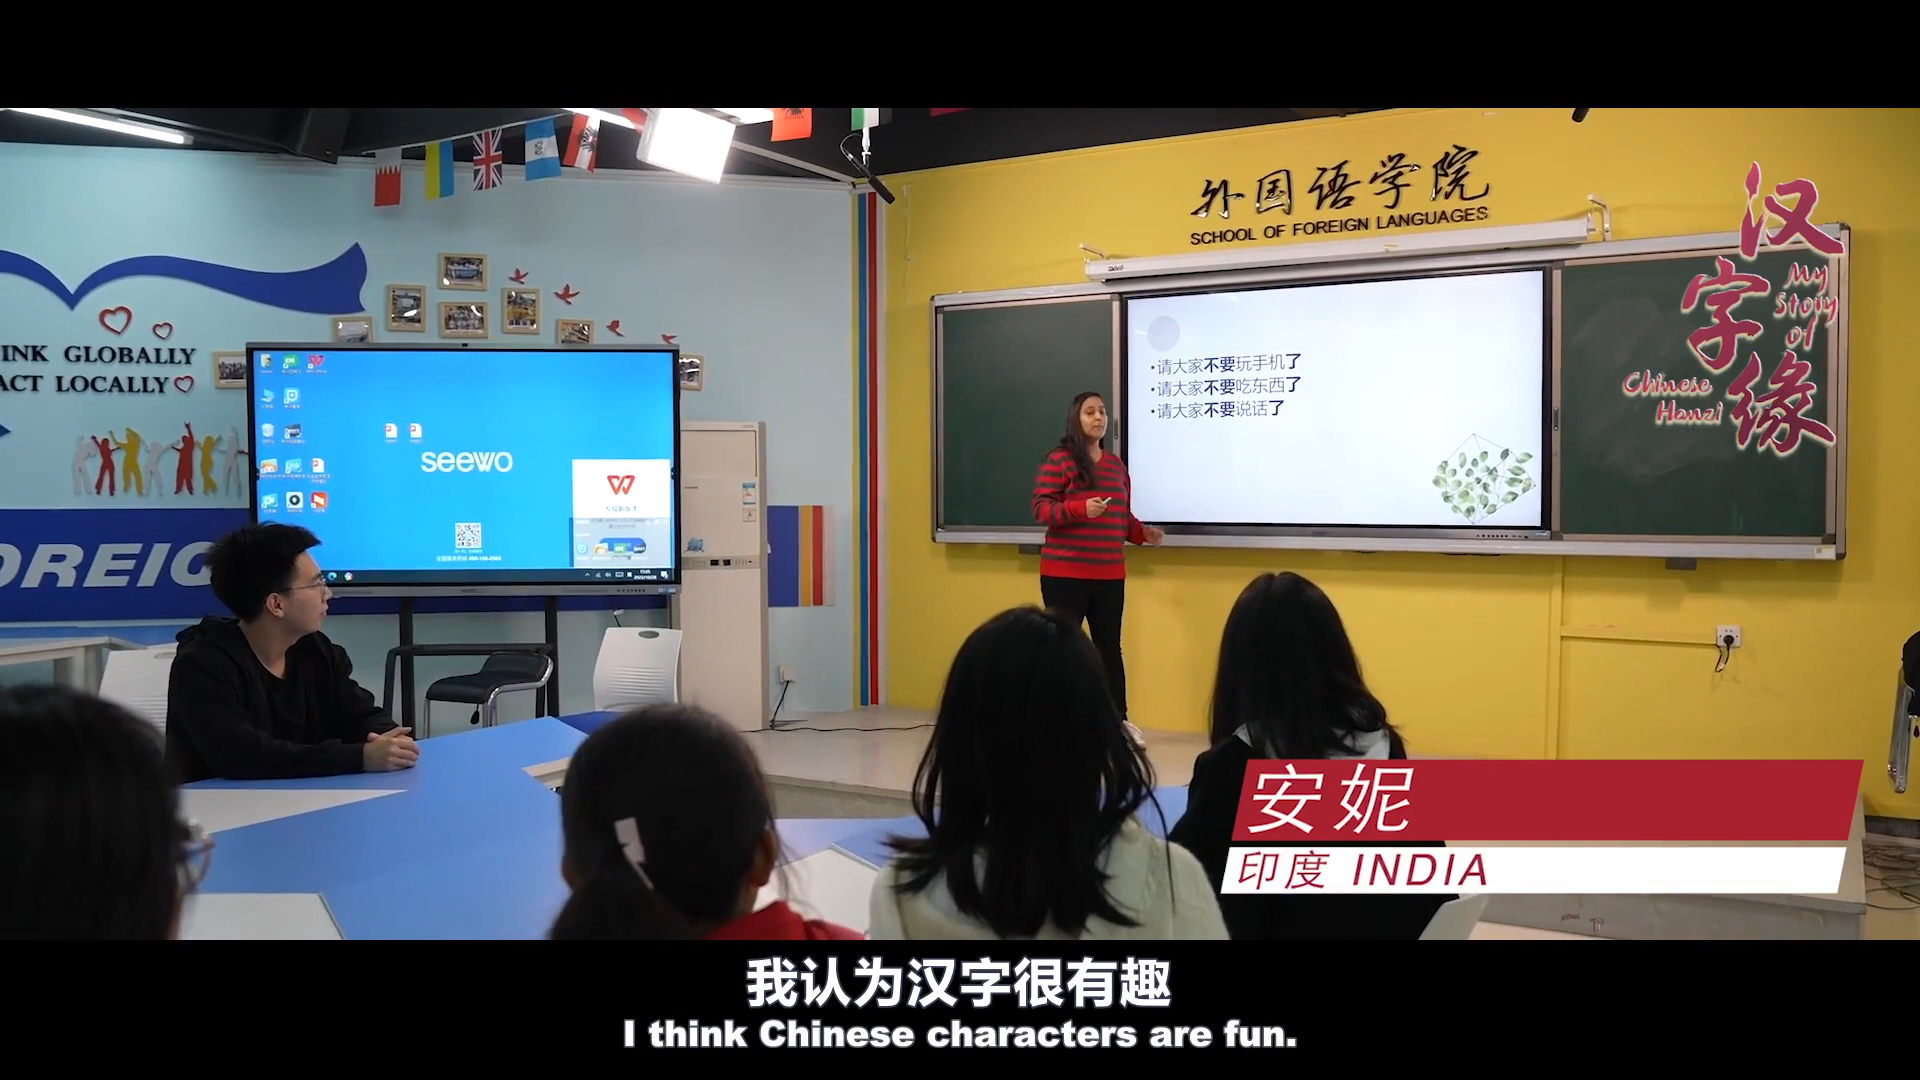 外国语学院
SCHOOL OF FOREIGN LANGUAGES
汉字缘
My Story of Chinese Hanzi
INK GLOBALLY
ACT LOCALLY
OREIG
seewo
•请大家不要玩手机了
•请大家不要吃东西了
•请大家不要说话了
安妮
印度 INDIA
我认为汉字很有趣
I think Chinese characters are fun.